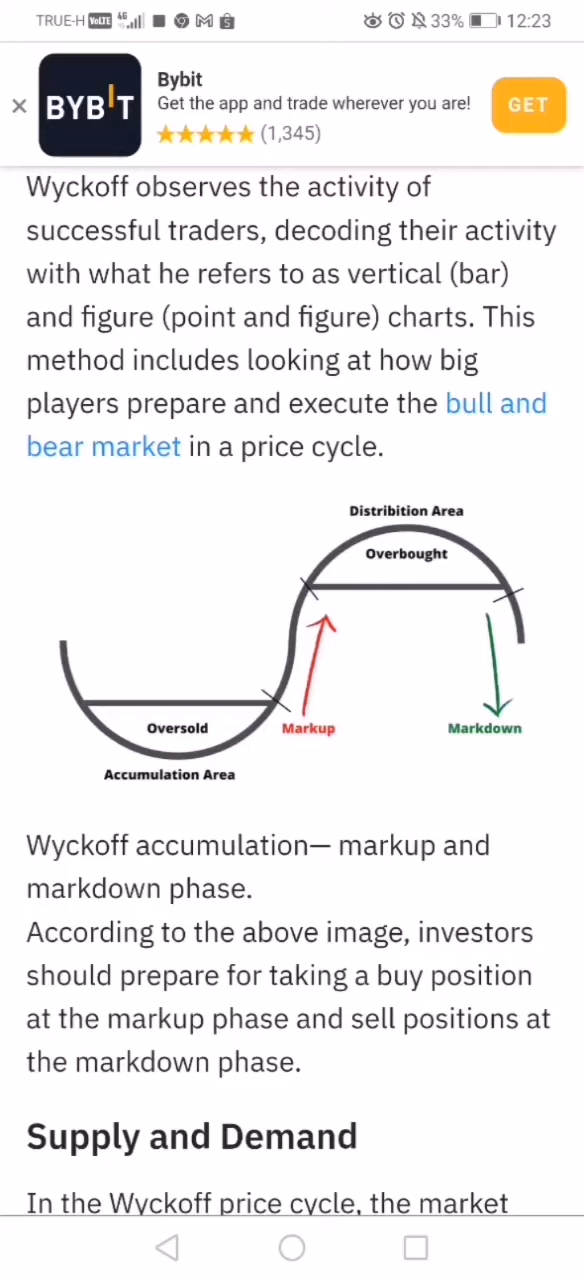 TRUE-H VoLTE 4G 33% 12:23
BYBIT
Bybit
Get the app and trade wherever you are!
(1,345)
GET
Wyckoff observes the activity of
successful traders, decoding their activity
with what he refers to as vertical (bar)
and figure (point and figure) charts. This
method includes looking at how big
players prepare and execute the bull and
bear market in a price cycle.
Distribition Area
Overbought
Oversold
Markup
Markdown
Accumulation Area
Wyckoff accumulation— markup and
markdown phase.
According to the above image, investors
should prepare for taking a buy position
at the markup phase and sell positions at
the markdown phase.
Supply and Demand
In the Wyckoff price cycle, the market